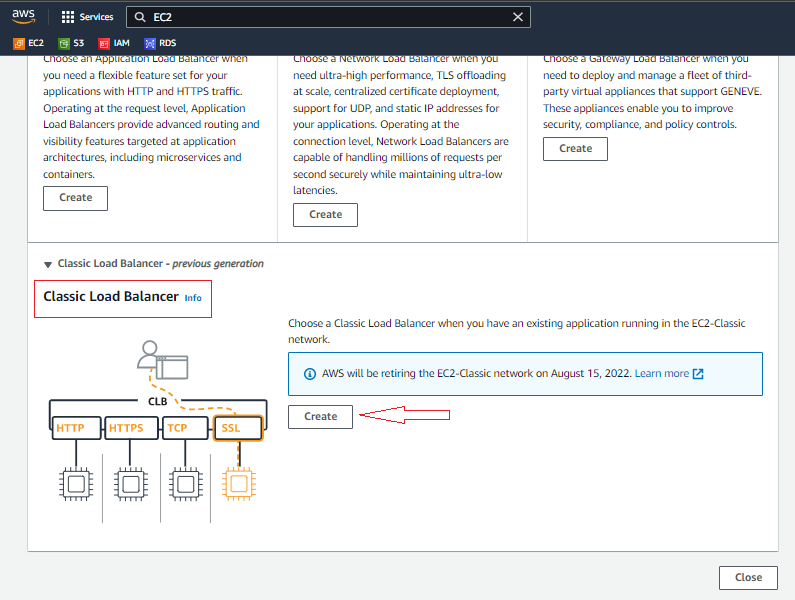 aws
Services
EC2
EC2
S3
IAM
RDS
Choose an Application Load Balancer when
you need a flexible feature set for your
applications with HTTP and HTTPS traffic.
Operating at the request level, Application
Load Balancers provide advanced routing and
visibility features targeted at application
architectures, including microservices and
containers.
Create
Choose a Network Load Balancer when you
need ultra-high performance, TLS offloading
at scale, centralized certificate deployment,
support for UDP, and static IP addresses for
your applications. Operating at the
connection level, Network Load Balancers are
capable of handling millions of requests per
second securely while maintaining ultra-low
latencies.
Create
Choose a Gateway Load Balancer when you
need to deploy and manage a fleet of third-
party virtual appliances that support GENEVE.
These appliances enable you to improve
security, compliance, and policy controls.
Create
Classic Load Balancer - previous generation
Classic Load Balancer Info
CLB
HTTP
HTTPS
TCP
SSL
Choose a Classic Load Balancer when you have an existing application running in the EC2-Classic
network.
AWS will be retiring the EC2-Classic network on August 15, 2022. Learn more
Create
Close